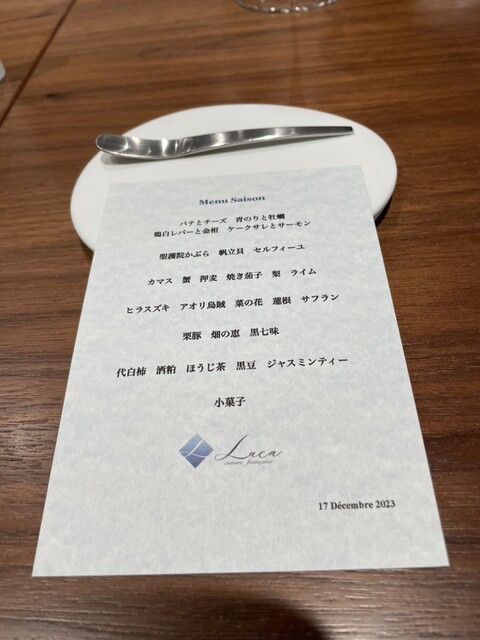 Menu Saison
パテとチーズ 青のりと牡蠣
鶏白レバーと金柑 ケークサレとサーモン
聖護院かぶら 帆立貝 セルフィーユ
カマス 蟹 押麦 焼き茄子 梨 ライム
ヒラスズキ アオリ烏賊 菜の花 蓮根 サフラン
栗豚 畑の恵 黒七味
代白柿 酒粕 ほうじ茶 黒豆 ジャスミンティー
小菓子
L Luca
cuisine française
17 Décembre 2023